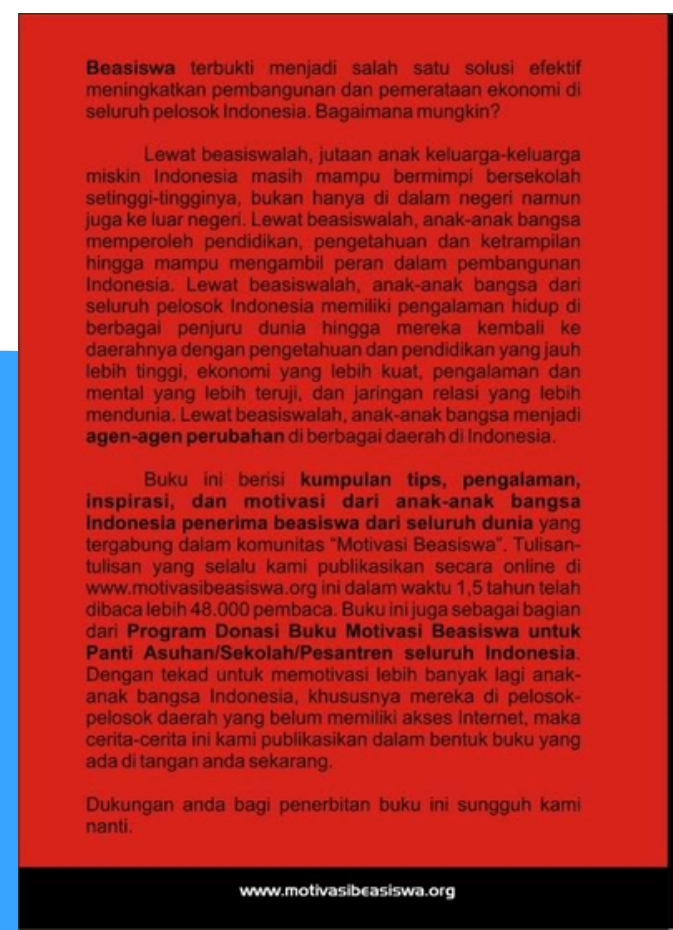 Beasiswa terbukti menjadi salah satu solusi efektif
meningkatkan pembangunan dan pemerataan ekonomi di
seluruh pelosok Indonesia. Bagaimana mungkin?
Lewat beasiswalah, jutaan anak keluarga-keluarga
miskin Indonesia masih mampu bermimpi bersekolah
setinggi-tingginya, bukan hanya di dalam negeri namun
juga ke luar negeri. Lewat beasiswalah, anak-anak bangsa
memperoleh pendidikan, pengetahuan dan ketrampilan
hingga mampu mengambil peran dalam pembangunan
Indonesia. Lewat beasiswalah, anak-anak bangsa dari
seluruh pelosok Indonesia memiliki pengalaman hidup di
berbagai penjuru dunia hingga mereka kembali ke
daerahnya dengan pengetahuan dan pendidikan yang jauh
lebih tinggi, ekonomi yang lebih kuat, pengalaman dan
mental yang lebih teruji, dan jaringan relasi yang lebih
mendunia. Lewat beasiswalah, anak-anak bangsa menjadi
agen-agen perubahan di berbagai daerah di Indonesia.
Buku ini berisi kumpulan tips, pengalaman,
inspirasi, dan motivasi dari anak-anak bangsa
Indonesia penerima beasiswa dari seluruh dunia yang
tergabung dalam komunitas “Motivasi Beasiswa”. Tulisan-
tulisan yang selalu kami publikasikan secara online di
www.motivasibeasiswa.org ini dalam waktu 1,5 tahun telah
dibaca lebih 48.000 pembaca. Buku ini juga sebagai bagian
dari Program Donasi Buku Motivasi Beasiswa untuk
Panti Asuhan/Sekolah/Pesantren seluruh Indonesia.
Dengan tekad untuk memotivasi lebih banyak lagi anak-
anak bangsa Indonesia, khususnya mereka di pelosok-
pelosok daerah yang belum memiliki akses Internet, maka
cerita-cerita ini kami publikasikan dalam bentuk buku yang
ada di tangan anda sekarang.
Dukungan anda bagi penerbitan buku ini sungguh kami
nanti.
www.motivasibeasiswa.org